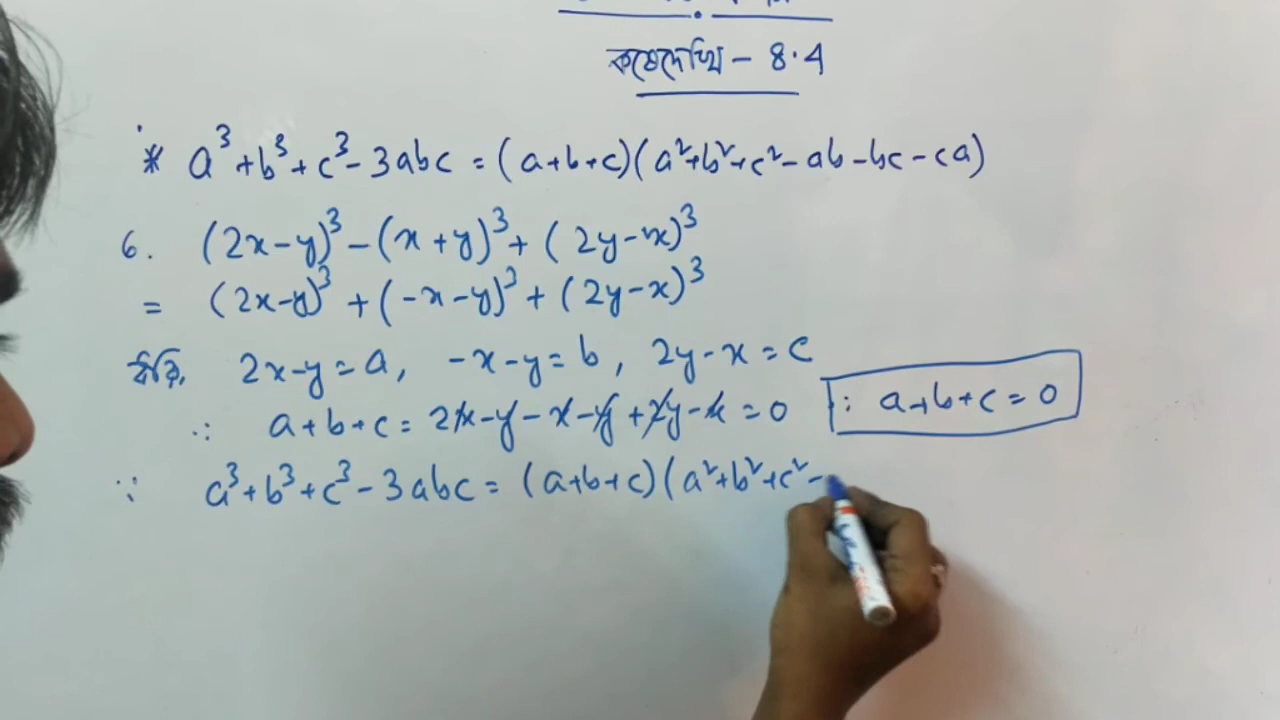 কষে দেখি – 8.4
* a³ + b³ + c³ - 3abc = (a+b+c)(a²+b²+c² - ab - bc - ca)
6. (2x-y)³ - (x+y)³ + (2y-x)³
= (2x-y)³ + (-x-y)³ + (2y-x)³
ধরি, 2x-y = a, -x-y = b, 2y-x = c
∴ a+b+c = 2x-y-x-y+2y-x = 0
∴ a+b+c = 0
∵ a³+b³+c³ - 3abc = (a+b+c)(a²+b²+c² -